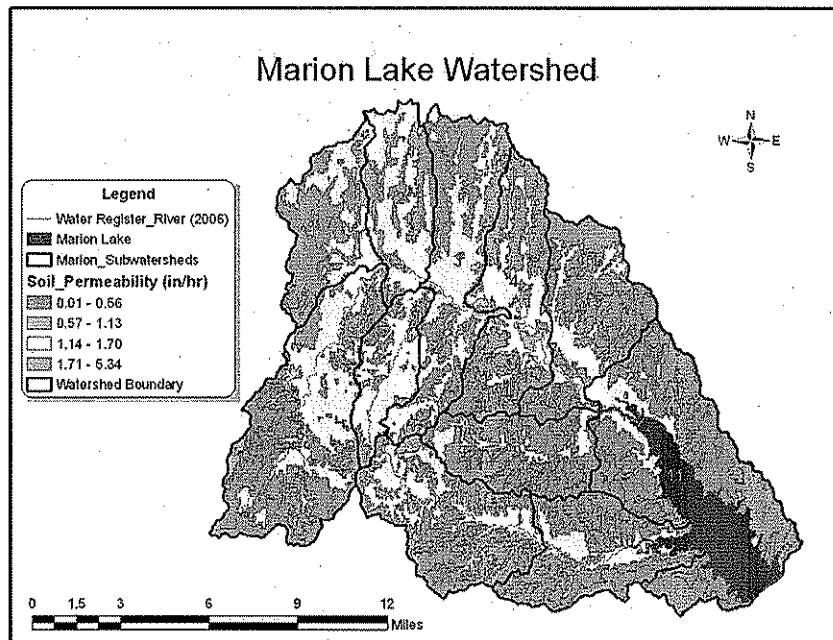 Marion Lake Watershed
N
W E
S
Legend
Water Register_River (2006)
Marion Lake
Marion_Subwatersheds
Soil_Permeability (in/hr)
0.01 - 0.56
0.57 - 1.13
1.14 - 1.70
1.71 - 5.34
Watershed Boundary
0 1.5 3 6 9 12
Miles